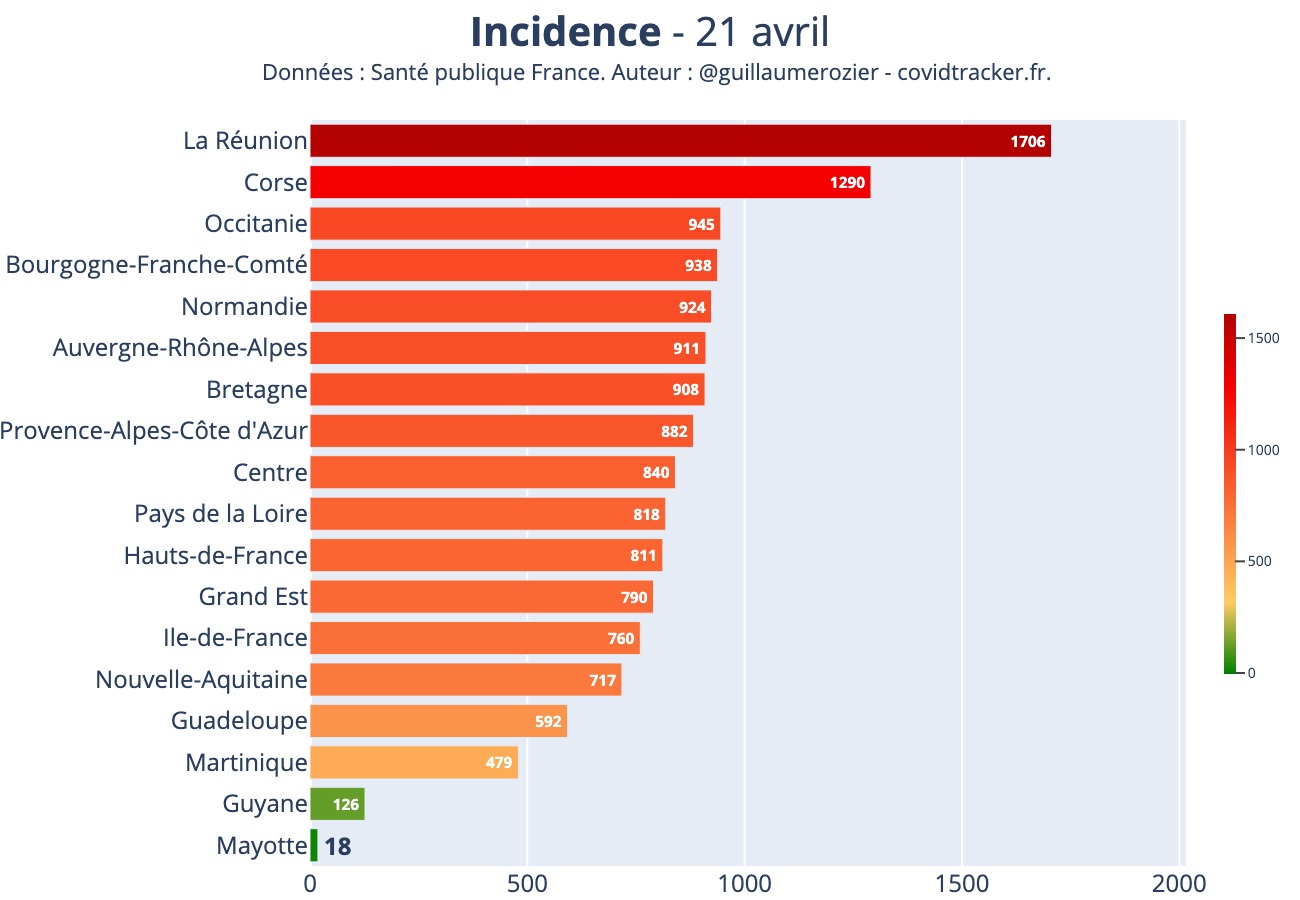 Incidence - 21 avril
Données : Santé publique France. Auteur : @guillaumerozier - covidtracker.fr.
La Réunion 1706
Corse 1290
Occitanie 945
Bourgogne-Franche-Comté 938
Normandie 924
Auvergne-Rhône-Alpes 911
Bretagne 908
Provence-Alpes-Côte d'Azur 882
Centre 840
Pays de la Loire 818
Hauts-de-France 811
Grand Est 790
Ile-de-France 760
Nouvelle-Aquitaine 717
Guadeloupe 592
Martinique 479
Guyane 126
Mayotte 18
0 500 1000 1500 2000
1500
1000
500
0